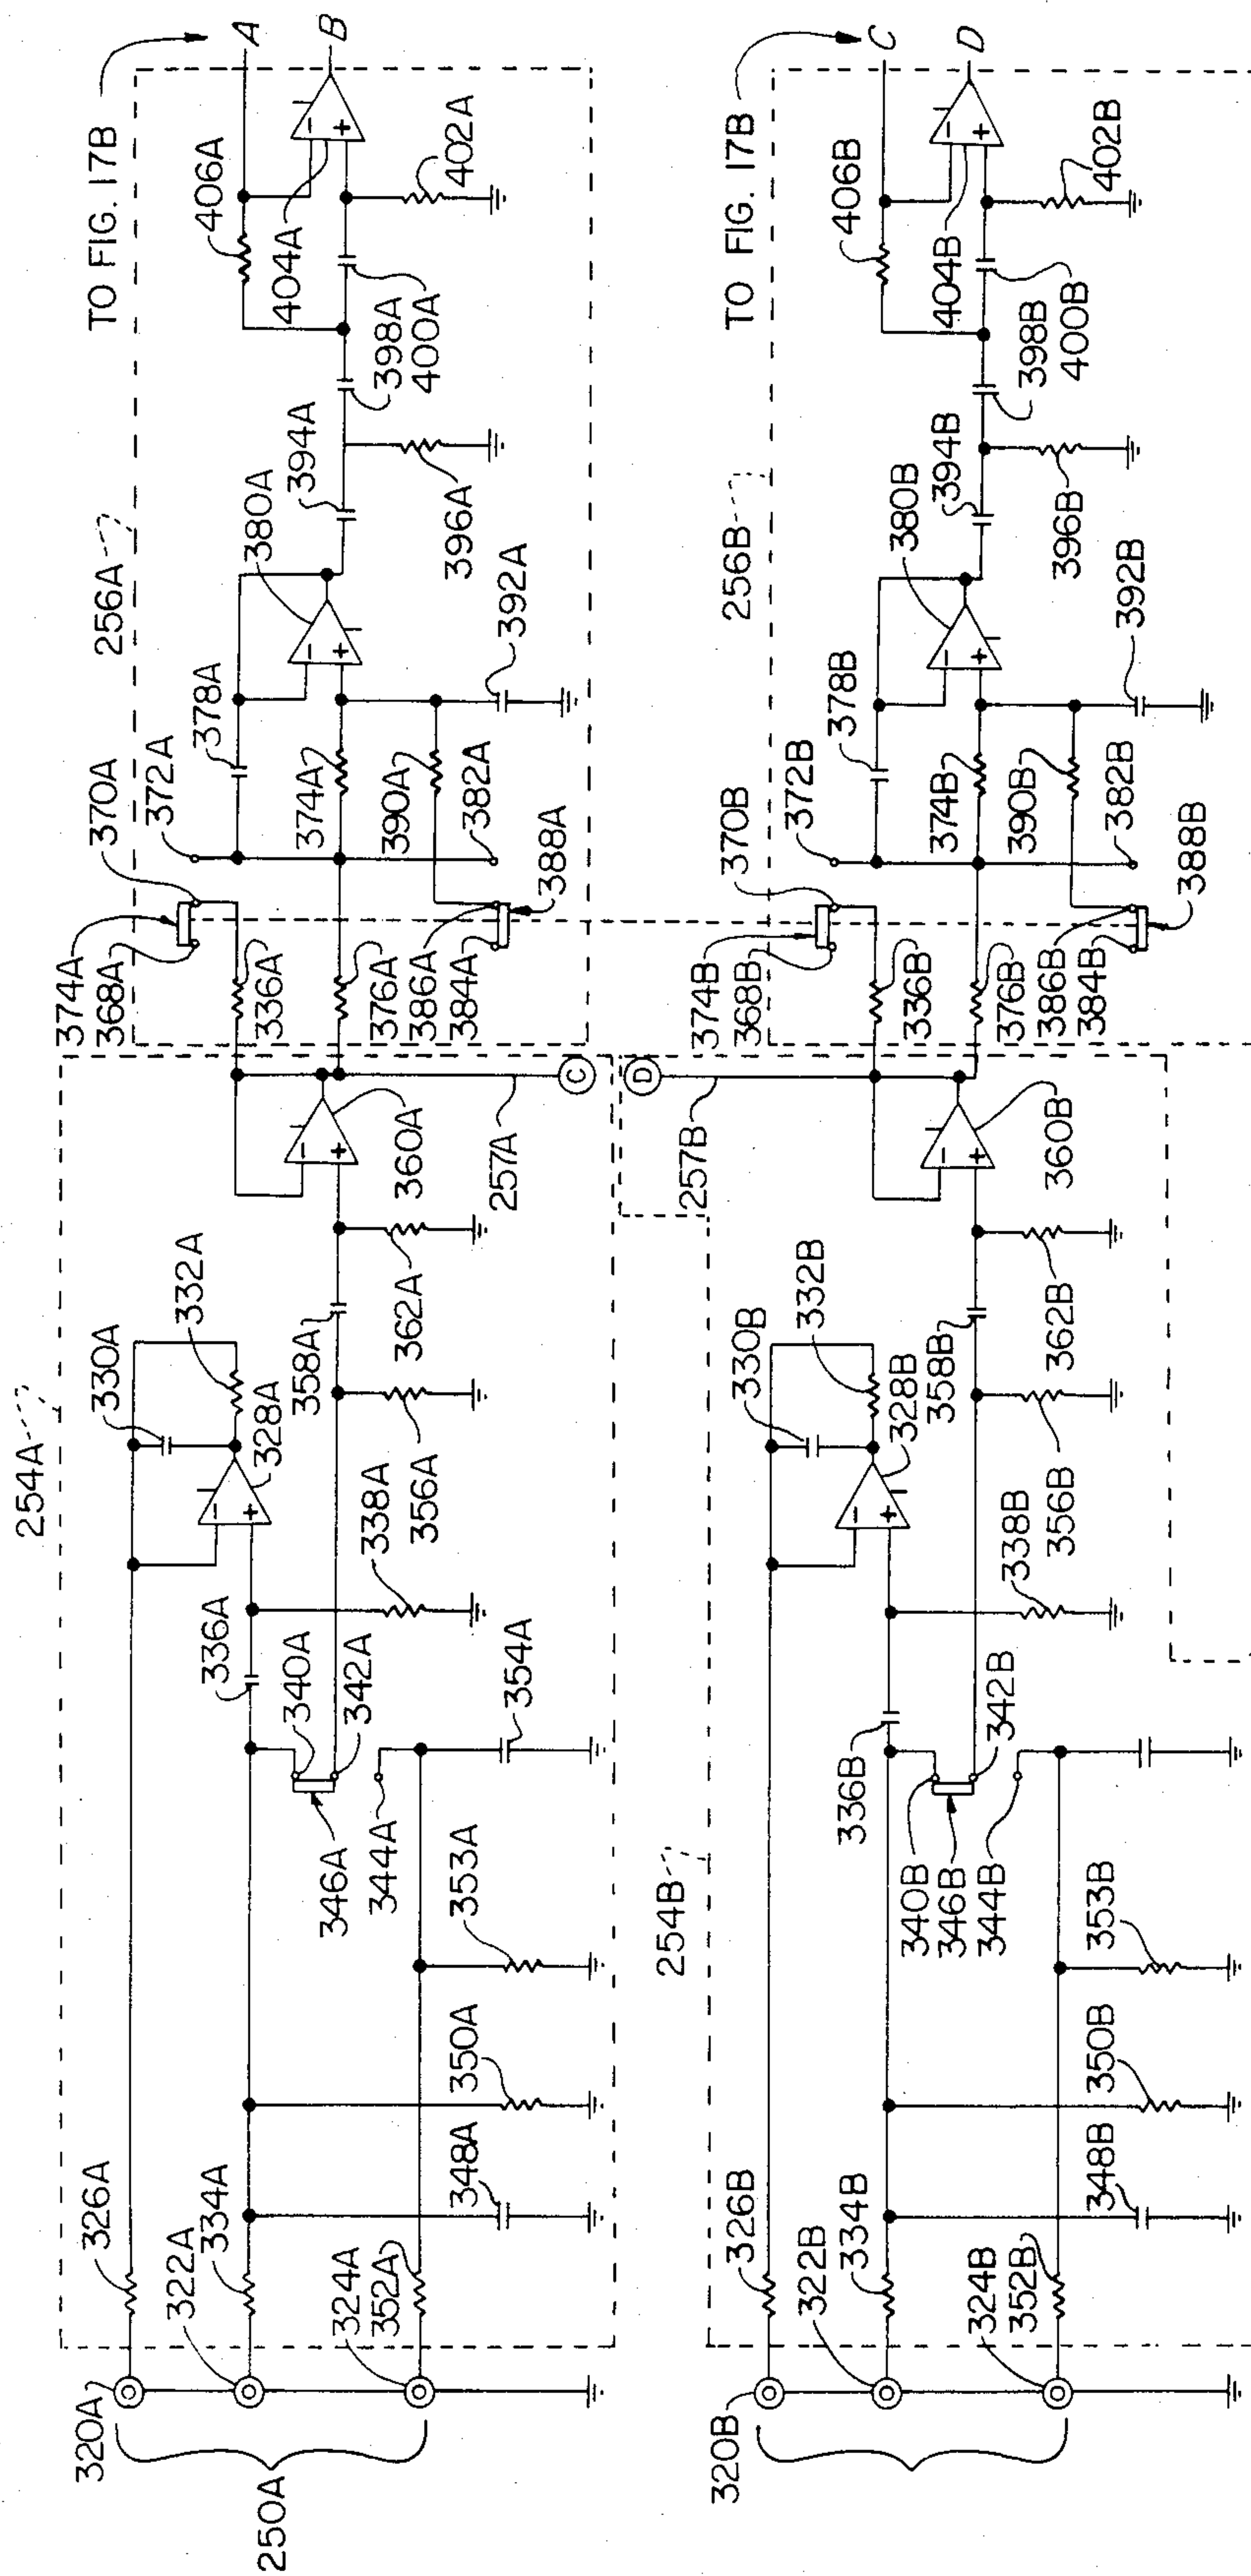 TO FIG. 17B
A
B
256A
406A
404A
402A
398A
400A
394A
380A
396A
392A
378A
372A
370A
374A
390A
382A
388A
374A
368A
336A
376A
386A
384A
254A
332A
330A
328A
360A
257A
C
358A
362A
356A
338A
336A
340A
342A
354A
346A
344A
353A
350A
348A
326A
334A
322A
352A
324A
320A
250A
TO FIG. 17B
C
D
256B
406B
404B
402B
398B
400B
394B
380B
396B
392B
378B
372B
370B
374B
390B
382B
388B
374B
368B
336B
376B
386B
384B
D
257B
254B
332B
330B
328B
360B
358B
362B
356B
338B
336B
340B
342B
346B
344B
353B
350B
348B
326B
334B
322B
352B
324B
320B
- + - + - + - +
- + - + - + - +